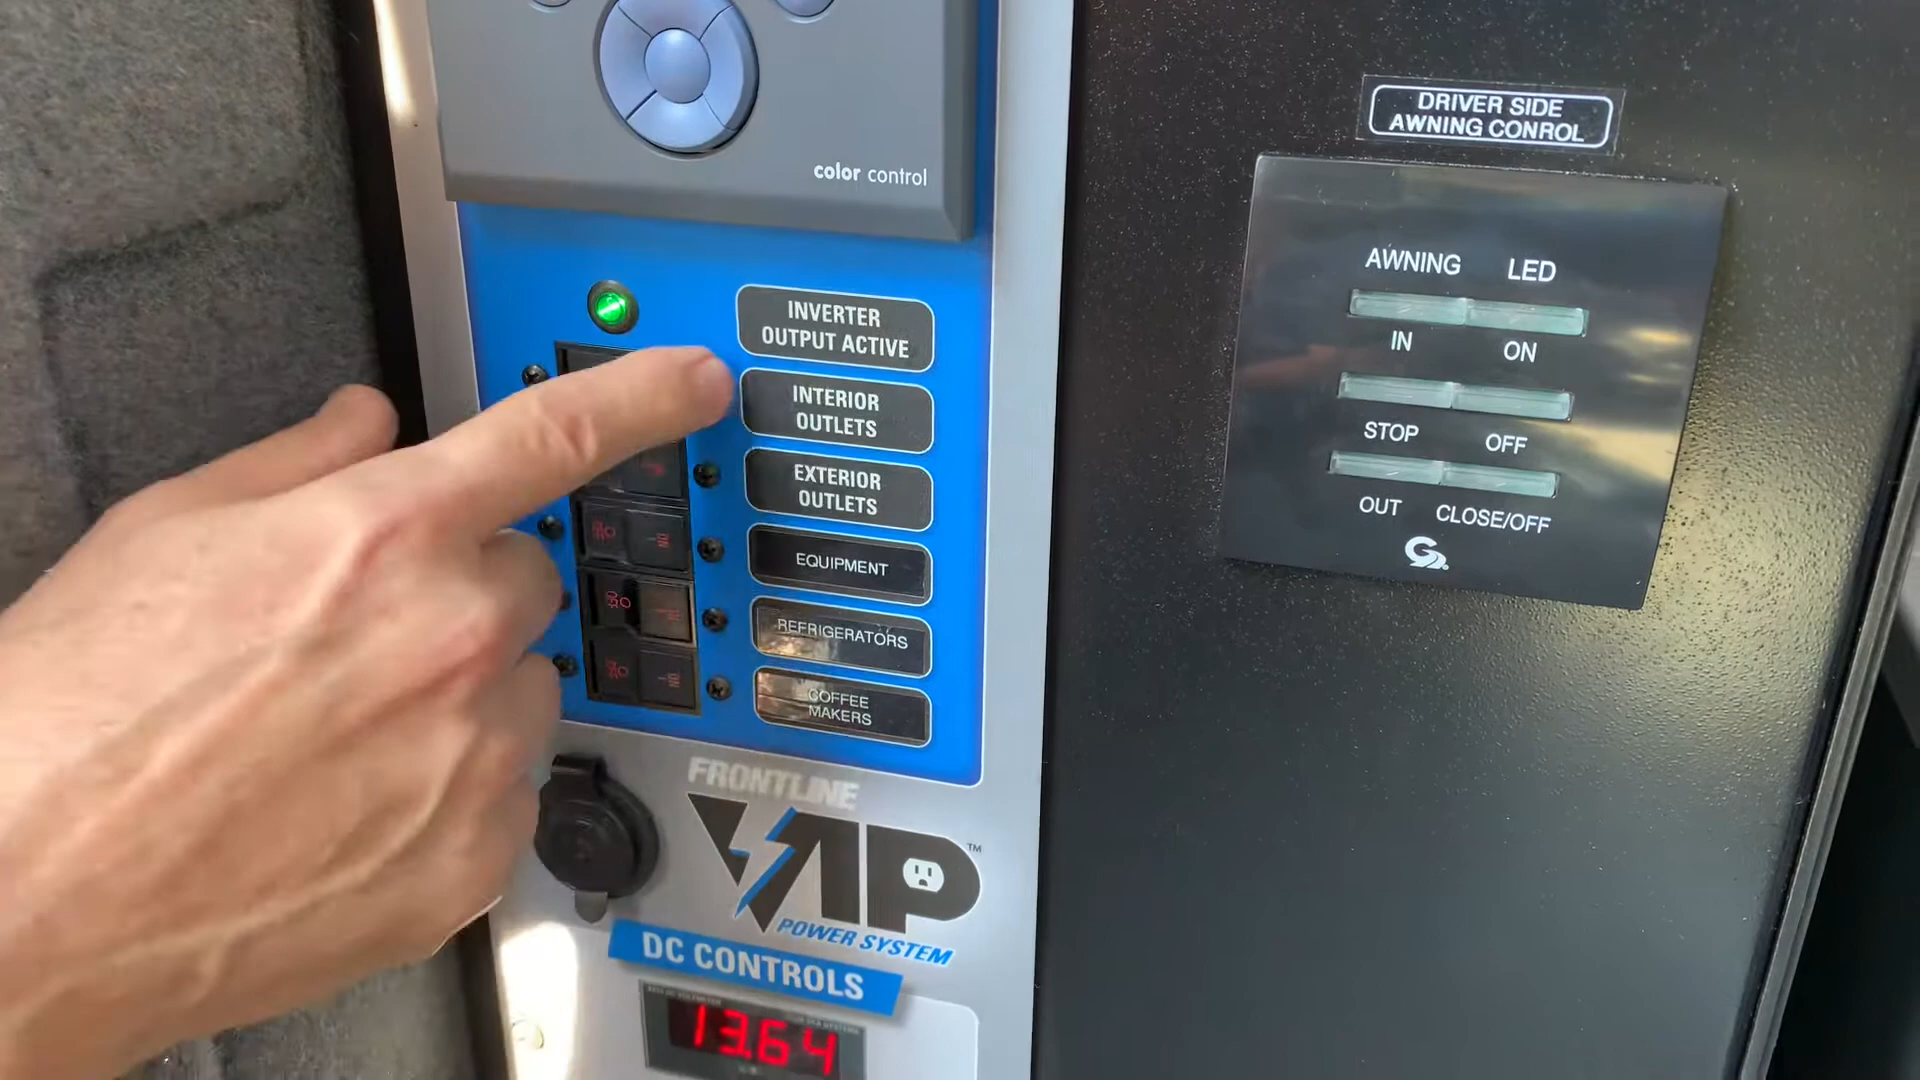 color control
INVERTER
OUTPUT ACTIVE
INTERIOR
OUTLETS
EXTERIOR
OUTLETS
EQUIPMENT
REFRIGERATORS
COFFEE
MAKERS
FRONTLINE
VIP™
POWER SYSTEM
DC CONTROLS
13.64
DRIVER SIDE
AWNING CONROL
AWNING LED
IN ON
STOP OFF
OUT CLOSE/OFF